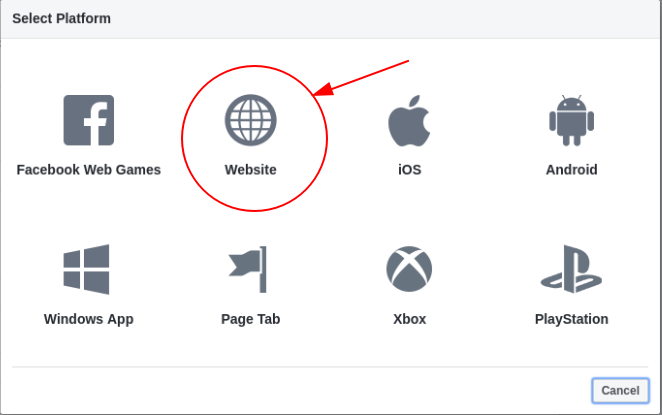 Select Platform
Facebook Web Games
Website
iOS
Android
Windows App
Page Tab
Xbox
PlayStation
Cancel